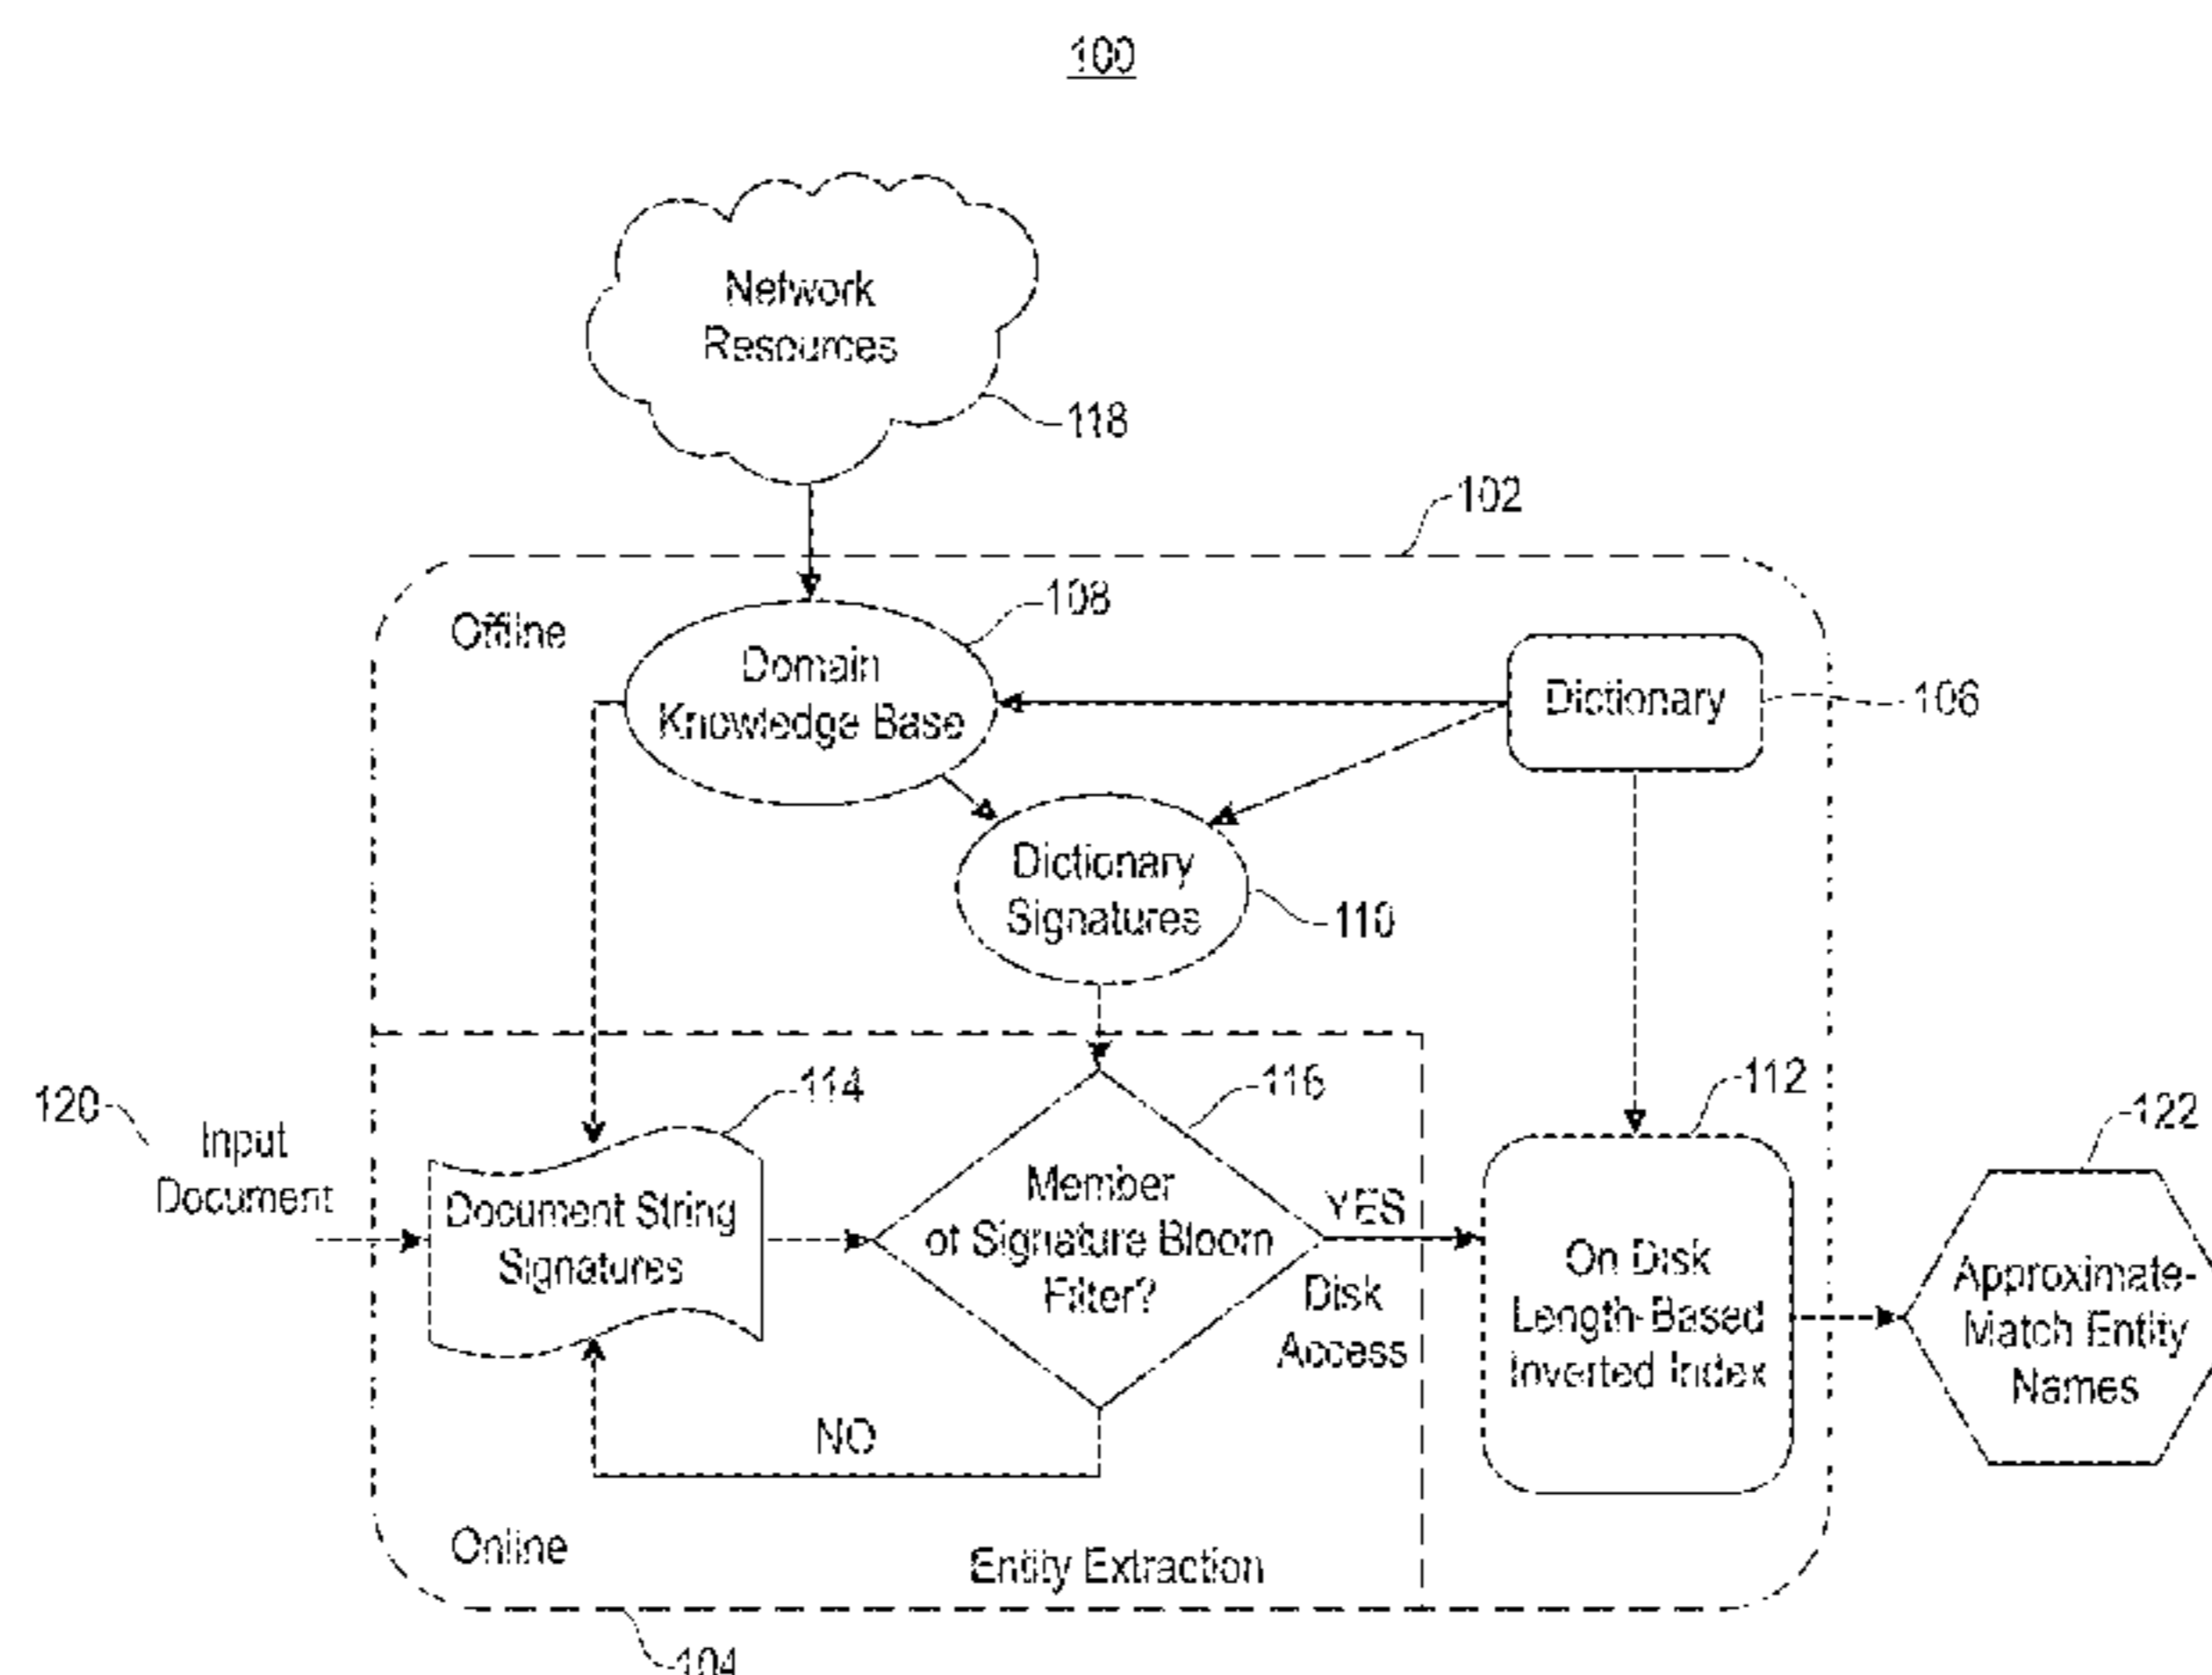 100
Network
Resources
118
102
Offline
108
Domain
Knowledge Base
Dictionary
106
Dictionary
Signatures
110
120
Input
Document
114
Document String
Signatures
116
Member
of Signature Bloom
Filter?
YES
Disk
Access
112
On Disk
Length-Based
Inverted Index
122
Approximate-
Match Entity
Names
NO
Online
Entity Extraction
104